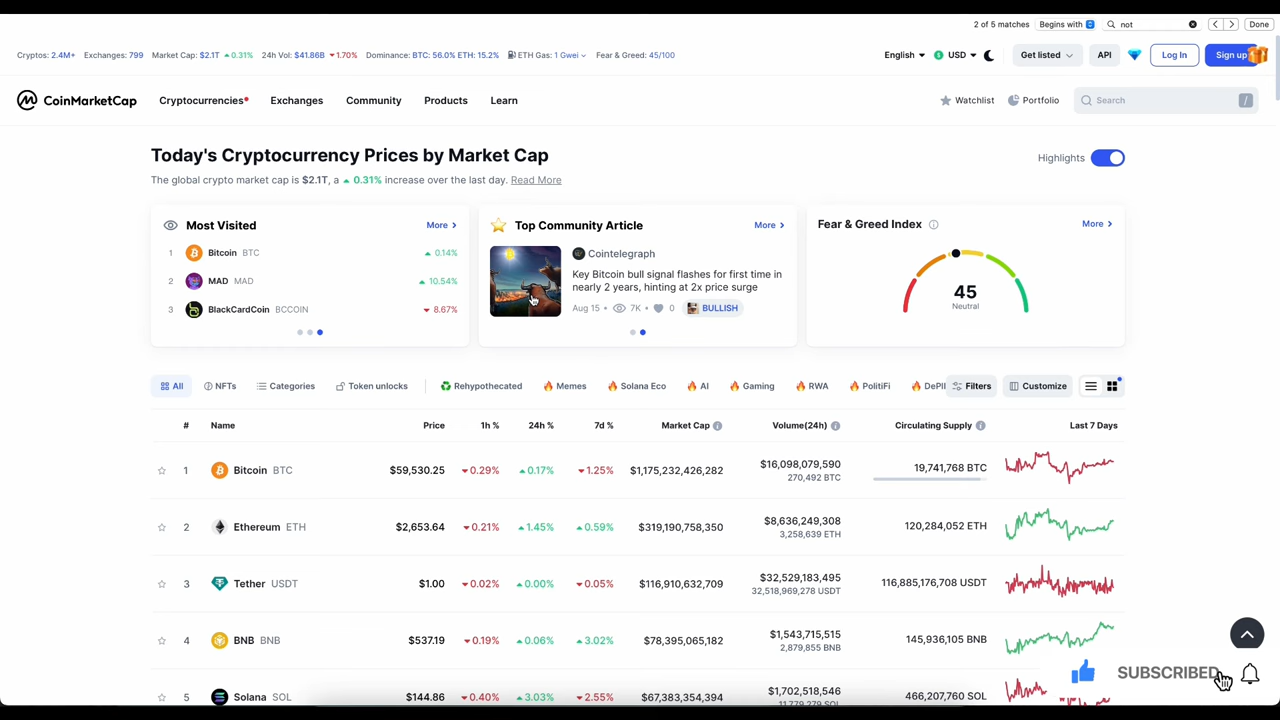 2 of 5 matches Begins with not Done
Cryptos: 2.4M+ Exchanges: 799 Market Cap: $2.1T 0.31% 24h Vol: $41.86B 1.70% Dominance: BTC: 56.0% ETH: 15.2% ETH Gas: 1 Gwei Fear & Greed: 45/100
English USD Get listed API Log In Sign up
CoinMarketCap Cryptocurrencies Exchanges Community Products Learn Watchlist Portfolio Search /
Today's Cryptocurrency Prices by Market Cap
Highlights
The global crypto market cap is $2.1T, a 0.31% increase over the last day. Read More
Most Visited More >
1 Bitcoin BTC 0.14%
2 MAD MAD 10.54%
3 BlackCardCoin BCCOIN 8.67%
Top Community Article More >
Cointelegraph
Key Bitcoin bull signal flashes for first time in
nearly 2 years, hinting at 2x price surge
Aug 15 • 7K • 0 BULLISH
Fear & Greed Index More >
45
Neutral
All NFTs Categories Token unlocks Rehypothecated Memes Solana Eco AI Gaming RWA PolitiFi Filters Customize
# Name Price 1h % 24h % 7d % Market Cap Volume(24h) Circulating Supply Last 7 Days
1 Bitcoin BTC $59,530.25 0.29% 0.17% 1.25% $1,175,232,426,282 $16,098,079,590 19,741,768 BTC
270,492 BTC
2 Ethereum ETH $2,653.64 0.21% 1.45% 0.59% $319,190,758,350 $8,636,249,308 120,284,052 ETH
3,258,639 ETH
3 Tether USDT $1.00 0.02% 0.00% 0.05% $116,910,632,709 $32,529,183,495 116,885,176,708 USDT
32,518,969,278 USDT
4 BNB BNB $537.19 0.19% 0.06% 3.02% $78,395,065,182 $1,543,715,515 145,936,105 BNB
2,879,855 BNB
5 Solana SOL $144.86 0.40% 3.03% 2.55% $67,383,354,394 $1,702,518,546 466,207,760 SOL
SUBSCRIBED